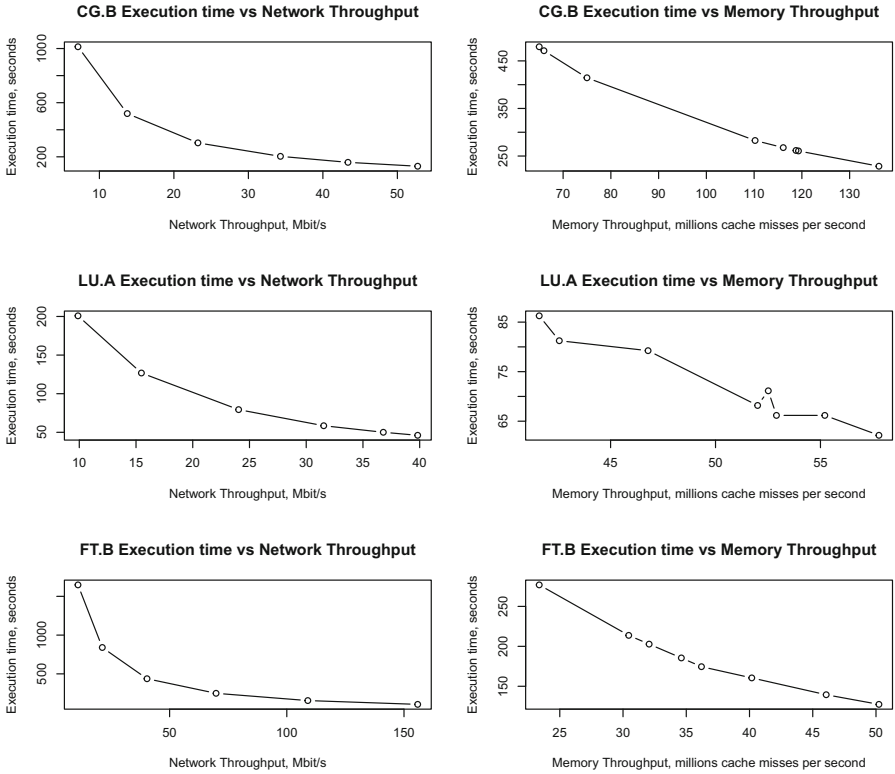 CG.B Execution time vs Network Throughput
Execution time, seconds
200
600
1000
10
20
30
40
50
Network Throughput, Mbit/s
CG.B Execution time vs Memory Throughput
Execution time, seconds
250
350
450
70
80
90
100
110
120
130
Memory Throughput, millions cache misses per second
LU.A Execution time vs Network Throughput
Execution time, seconds
50
100
150
200
10
15
20
25
30
35
40
Network Throughput, Mbit/s
LU.A Execution time vs Memory Throughput
Execution time, seconds
65
75
85
45
50
55
Memory Throughput, millions cache misses per second
FT.B Execution time vs Network Throughput
Execution time, seconds
500
1000
50
100
150
Network Throughput, Mbit/s
FT.B Execution time vs Memory Throughput
Execution time, seconds
150
200
250
25
30
35
40
45
50
Memory Throughput, millions cache misses per second